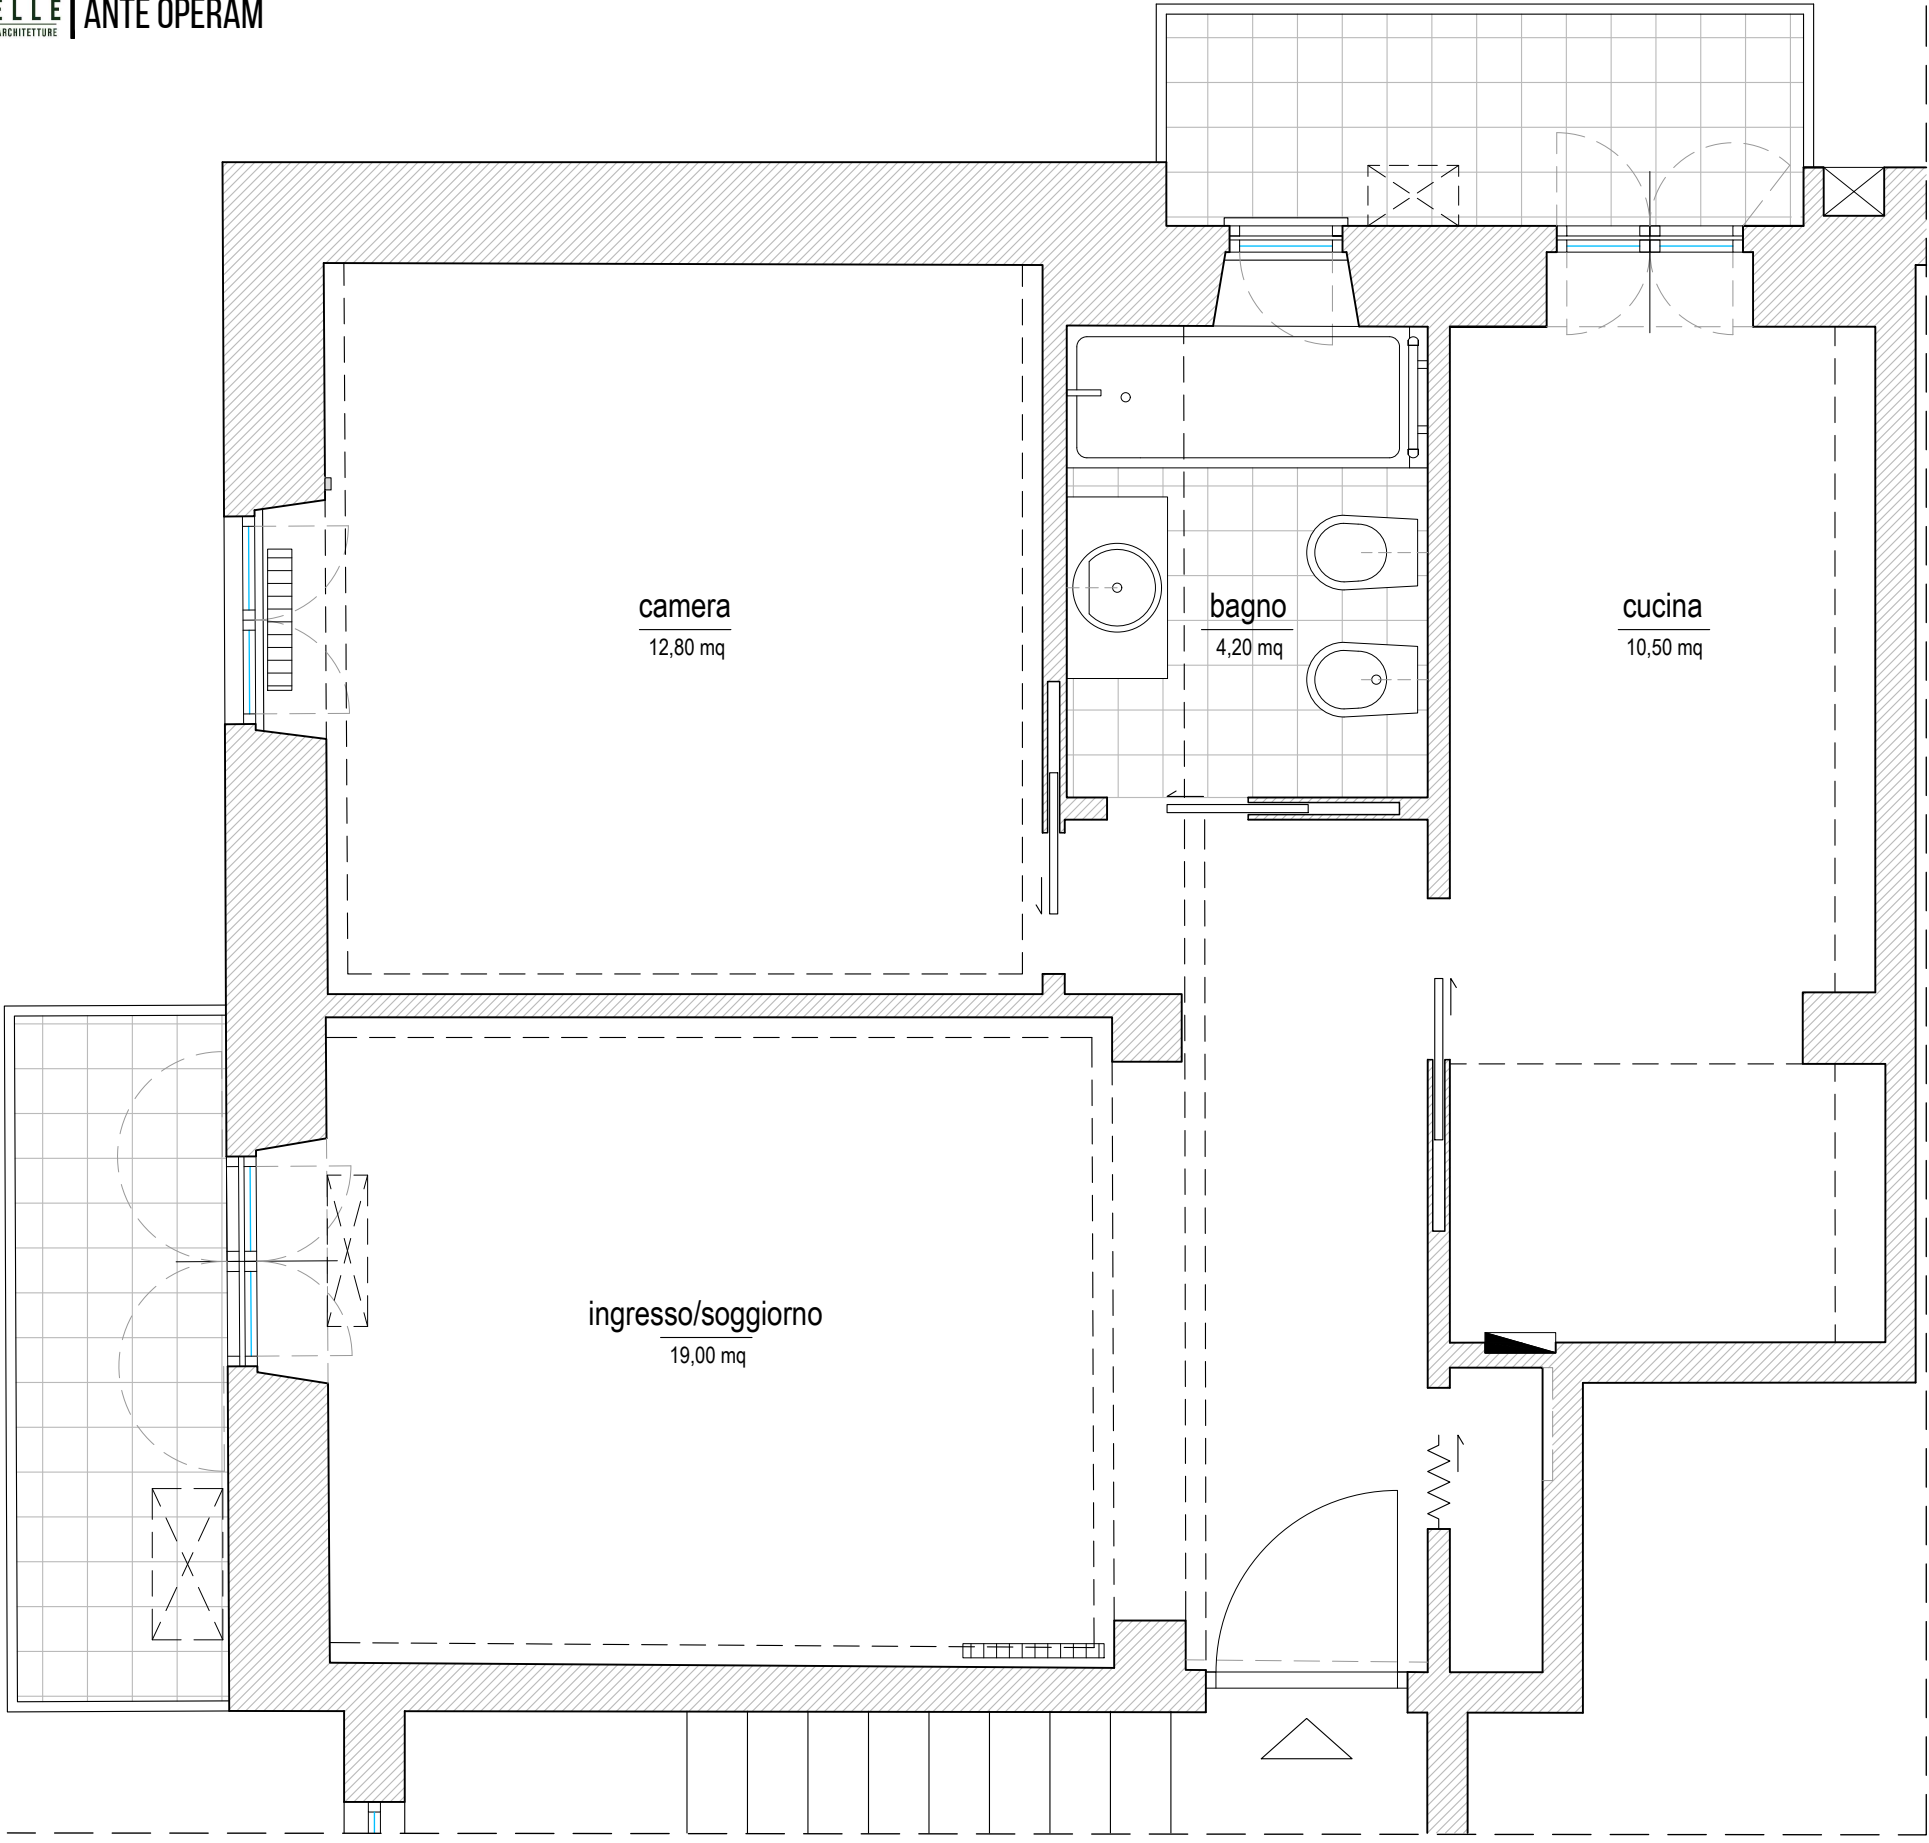 ANTE OPERAM
ARCHITETTURE
camera
12,80 mq
bagno
4,20 mq
cucina
10,50 mq
ingresso/soggiorno
19,00 mq